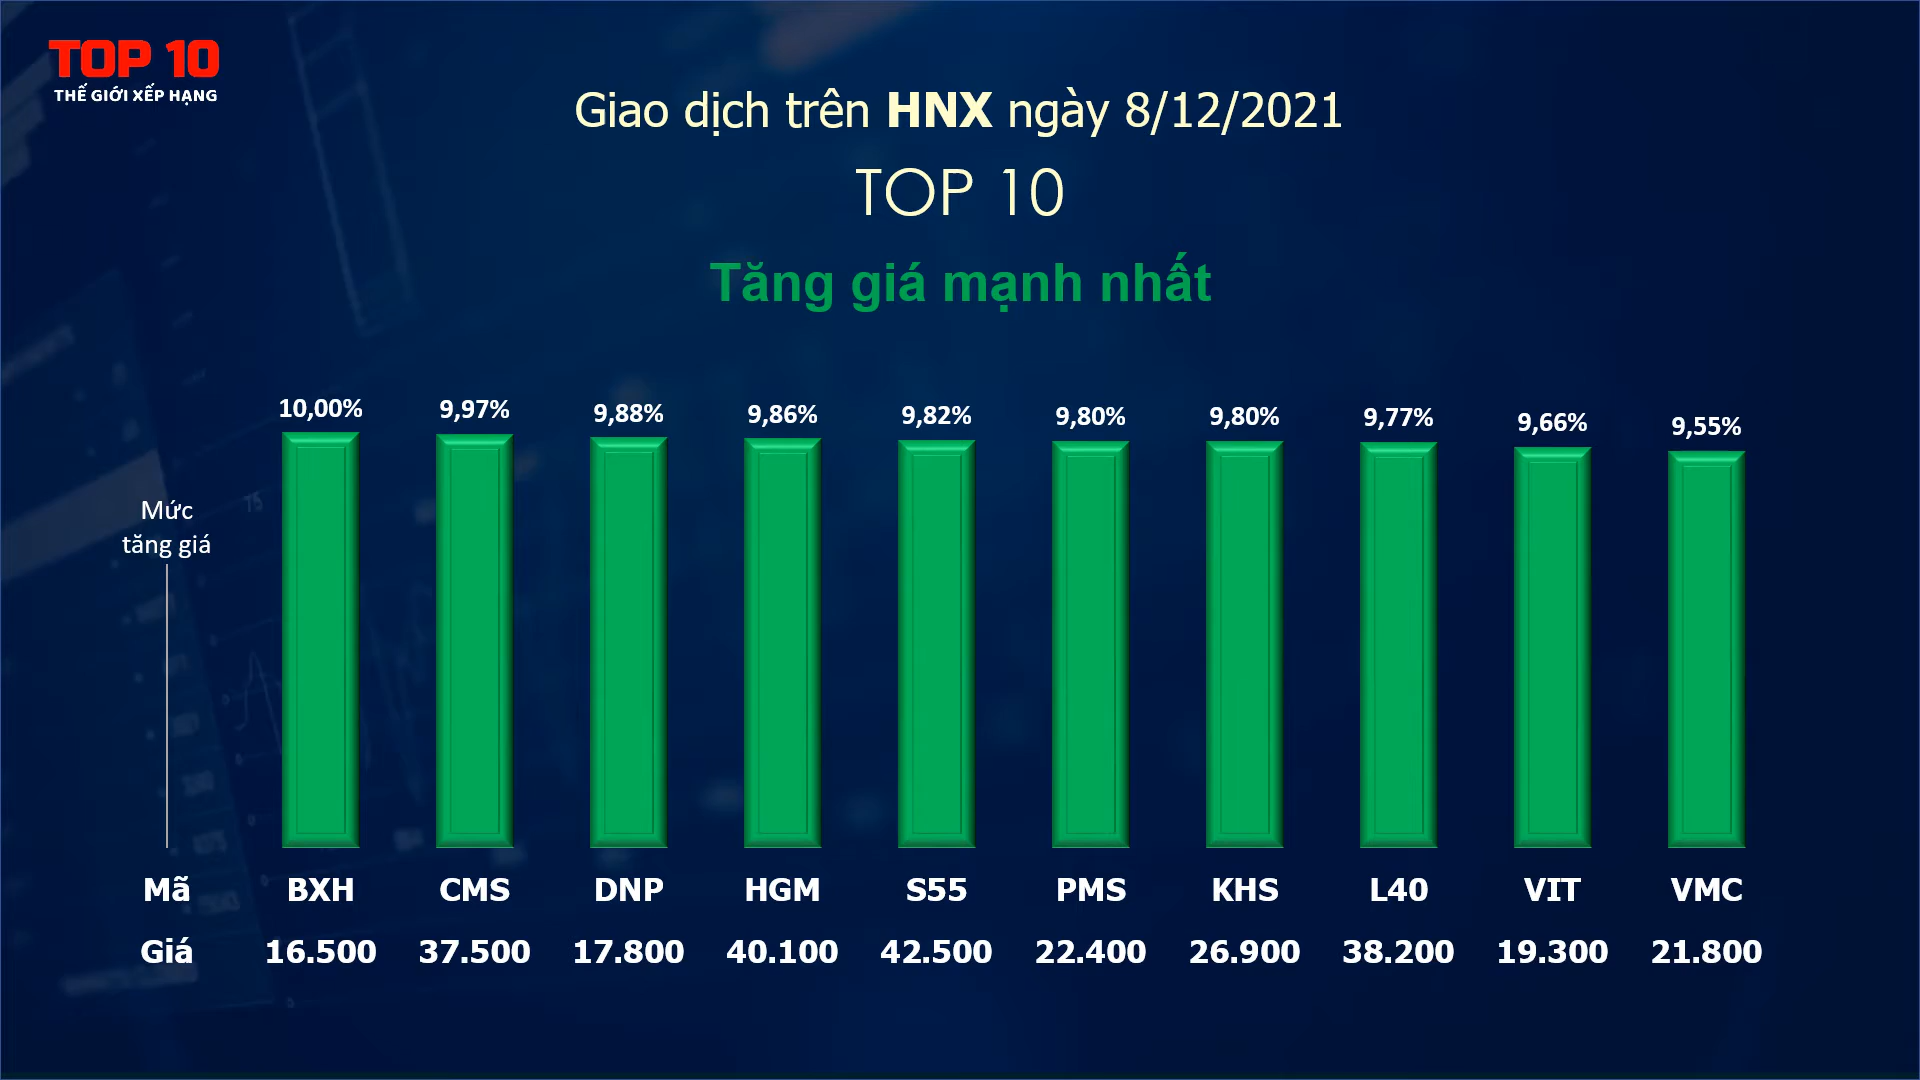 TOP 10
THẾ GIỚI XẾP HẠNG
Giao dịch trên HNX ngày 8/12/2021
TOP 10
Tăng giá mạnh nhất
10,00% 9,97% 9,88% 9,86% 9,82% 9,80% 9,80% 9,77% 9,66% 9,55%
Mức
tăng giá
Mã BXH CMS DNP HGM S55 PMS KHS L40 VIT VMC
Giá 16.500 37.500 17.800 40.100 42.500 22.400 26.900 38.200 19.300 21.800